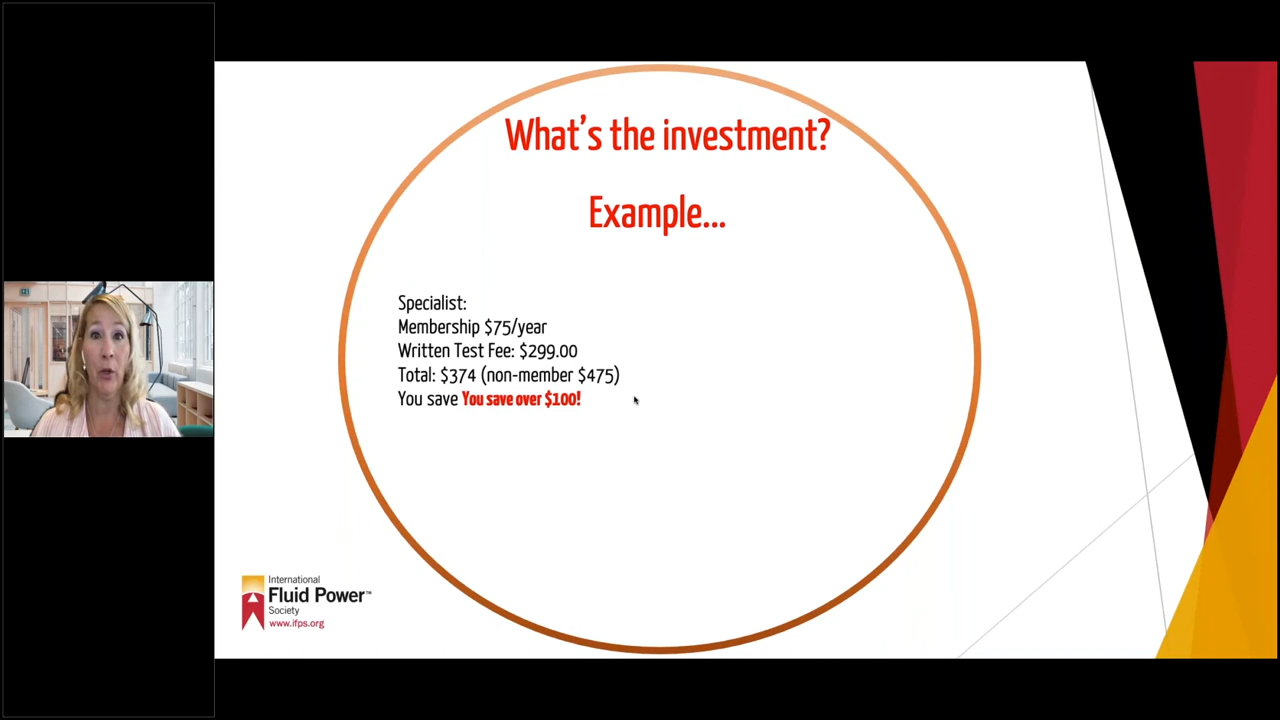 What's the investment?
Example...
Specialist:
Membership $75/year
Written Test Fee: $299.00
Total: $374 (non-member $475)
You save You save over $100!
International
Fluid Power™
Society
www.ifps.org